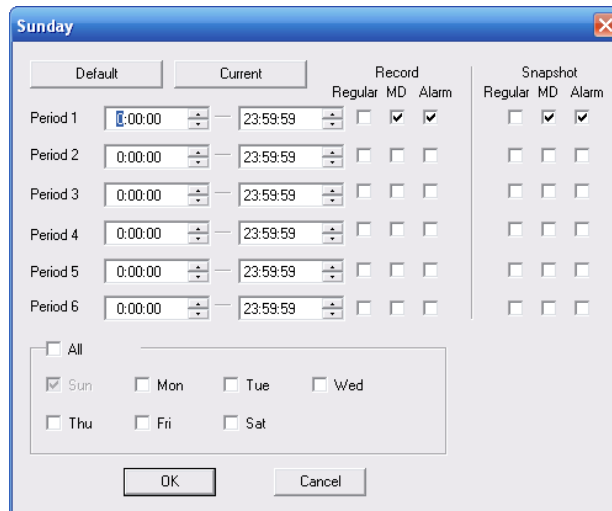 Sunday
Default Current Record Snapshot
Regular MD Alarm Regular MD Alarm
Period 1 0:00:00 — 23:59:59
Period 2 0:00:00 — 23:59:59
Period 3 0:00:00 — 23:59:59
Period 4 0:00:00 — 23:59:59
Period 5 0:00:00 — 23:59:59
Period 6 0:00:00 — 23:59:59
All
Sun Mon Tue Wed
Thu Fri Sat
OK Cancel